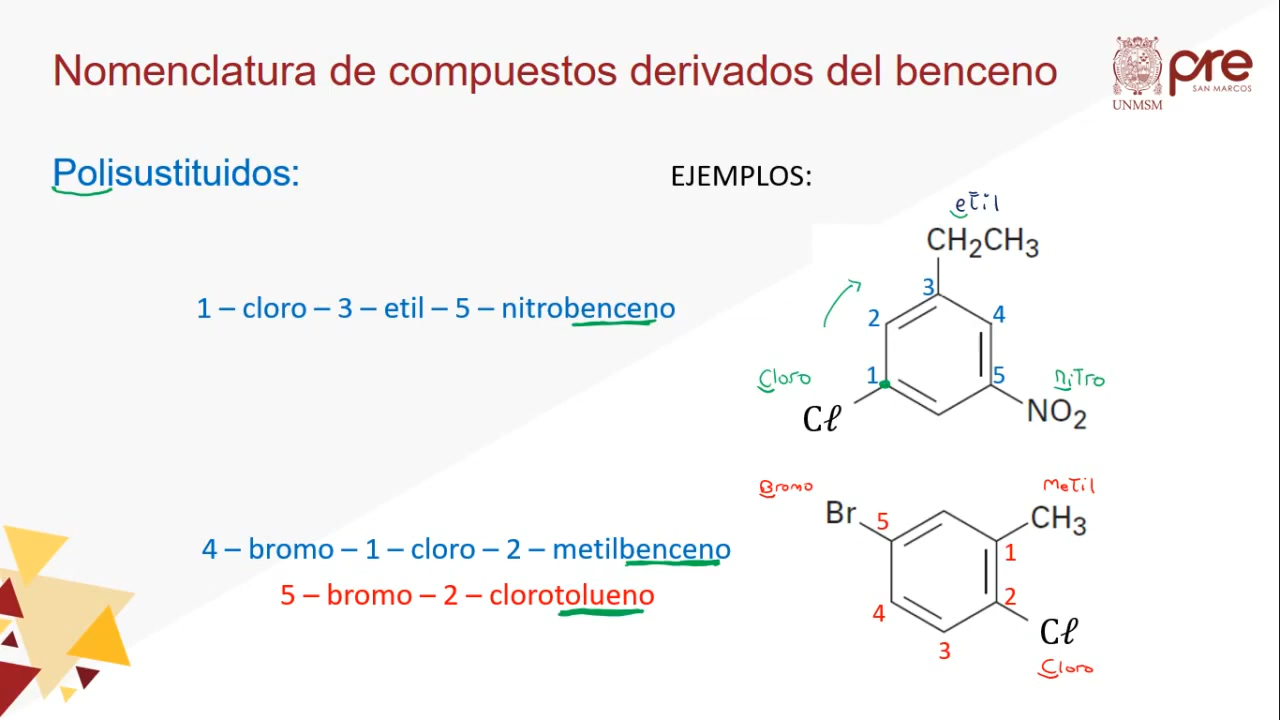 Nomenclatura de compuestos derivados del benceno
UNMSM
pre
SAN MARCOS
Polisustituidos:
EJEMPLOS:
etil
CH₂CH₃
1 – cloro – 3 – etil – 5 – nitrobenceno
3
2
4
Cloro
1
5
niTro
Cℓ
NO₂
Bromo
MeTil
Br
5
CH₃
4 – bromo – 1 – cloro – 2 – metilbenceno
1
5 – bromo – 2 – clorotolueno
2
4
Cℓ
3
Cloro